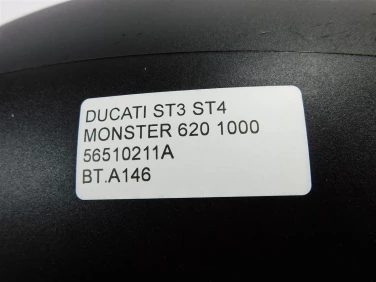 DUCATI ST3 ST4
MONSTER 620 1000
56510211A
BT.A146